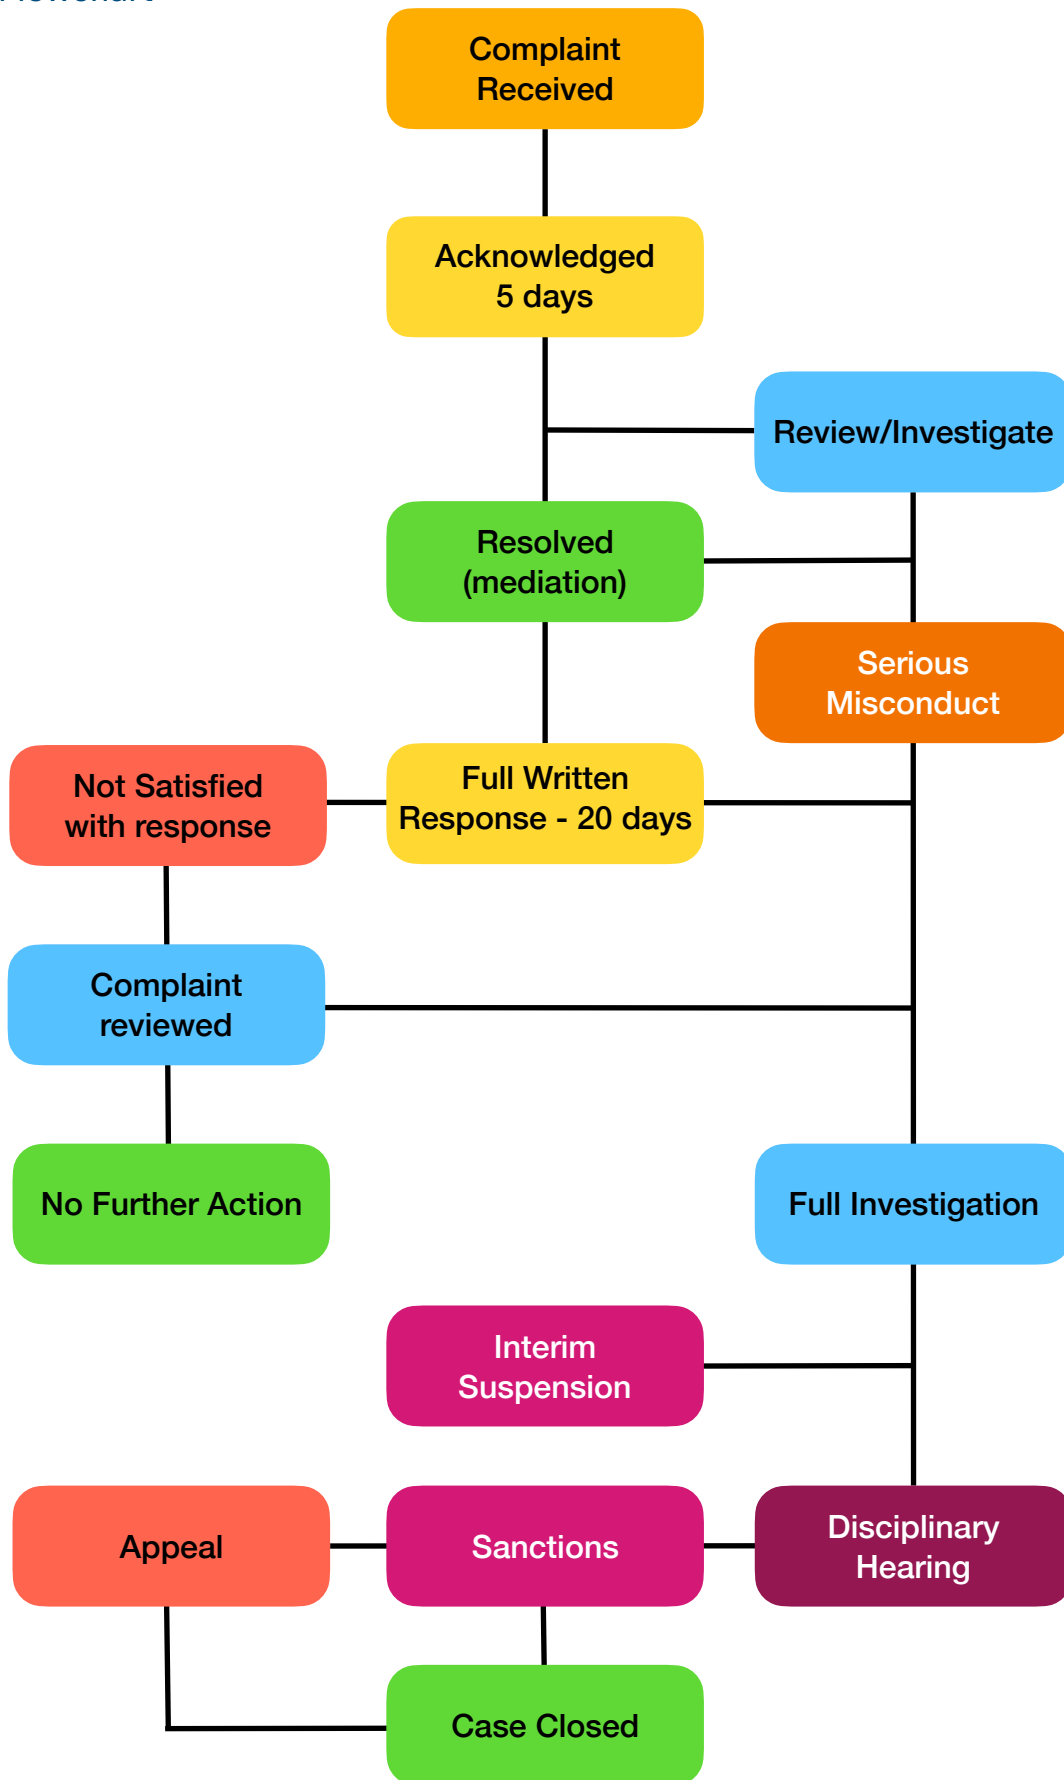 Flowchart
Complaint
Received
Acknowledged
5 days
Review/Investigate
Resolved
(mediation)
Serious
Misconduct
Not Satisfied
with response
Full Written
Response - 20 days
Complaint
reviewed
No Further Action
Full Investigation
Interim
Suspension
Appeal
Sanctions
Disciplinary
Hearing
Case Closed